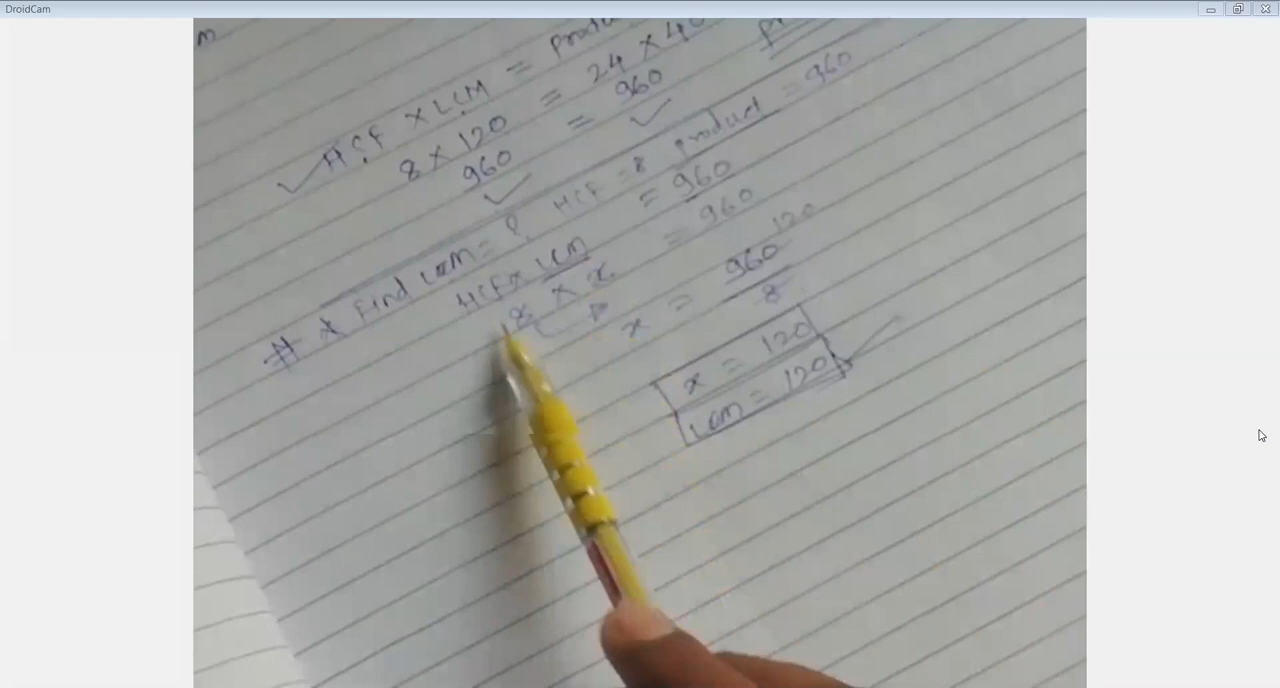 DroidCam
m
HCF × LCM = Produ
8 × 120 = 24 × 40
960 = 960
# Find LCM = ? HCF = 8 product = 960
HCF × LCM = 960
8 × x = 960
x = 960 / 8 120
x = 120
LCM = 120